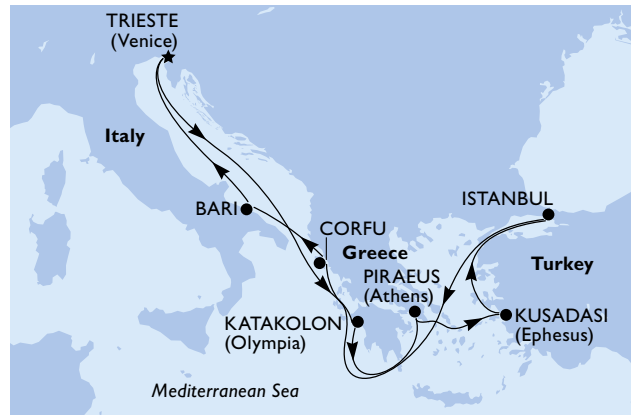 TRIESTE
(Venice)
Italy
BARI
CORFU
Greece
ISTANBUL
PIRAEUS
(Athens)
Turkey
KATAKOLON
(Olympia)
KUSADASI
(Ephesus)
Mediterranean Sea